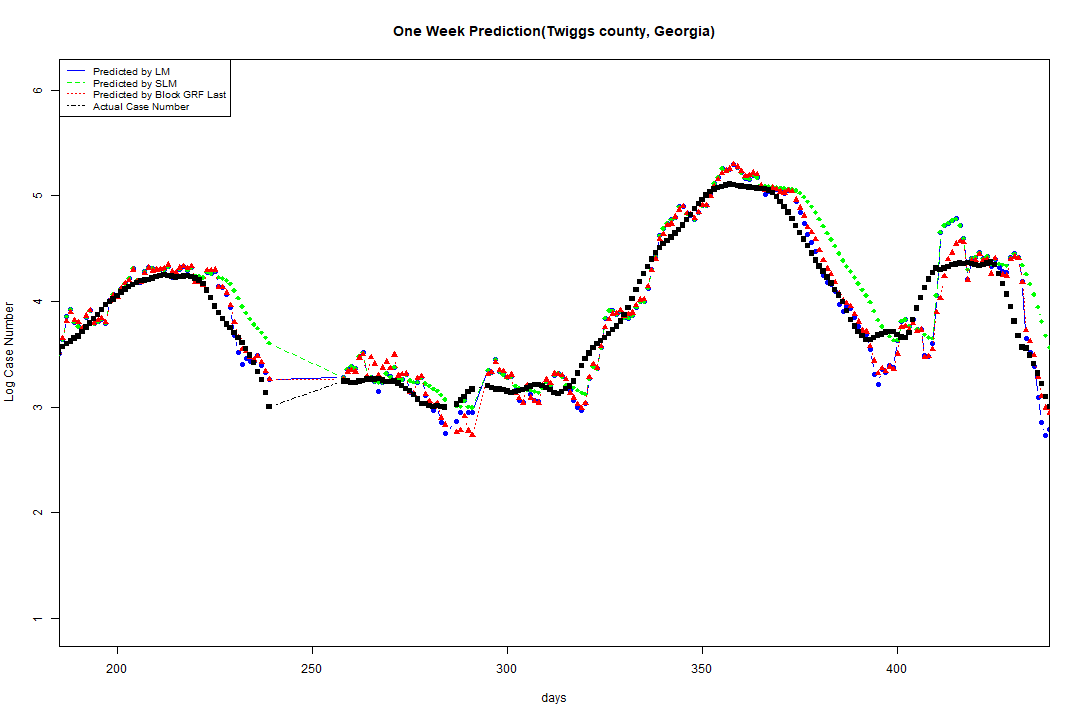 One Week Prediction(Twiggs county, Georgia)
Predicted by LM
Predicted by SLM
Predicted by Block GRF Last
Actual Case Number
6
5
4
3
2
1
Log Case Number
200 250 300 350 400
days